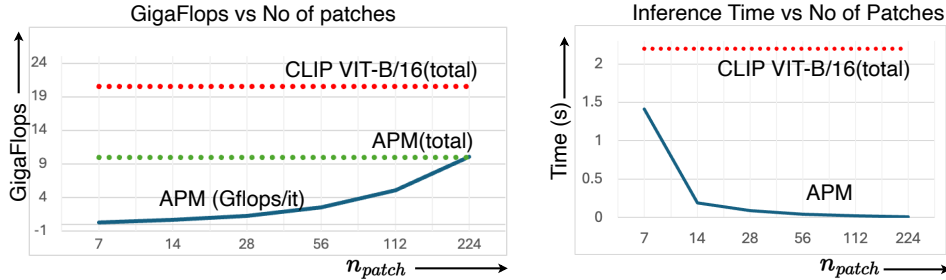 GigaFlops vs No of patches
GigaFlops
24
19
14
9
4
-1
CLIP VIT-B/16(total)
APM(total)
APM (Gflops/it)
7 14 28 56 112 224
n_patch
Inference Time vs No of Patches
Time (s)
2
1.5
1
0.5
0
CLIP VIT-B/16(total)
APM
7 14 28 56 112 224
n_patch